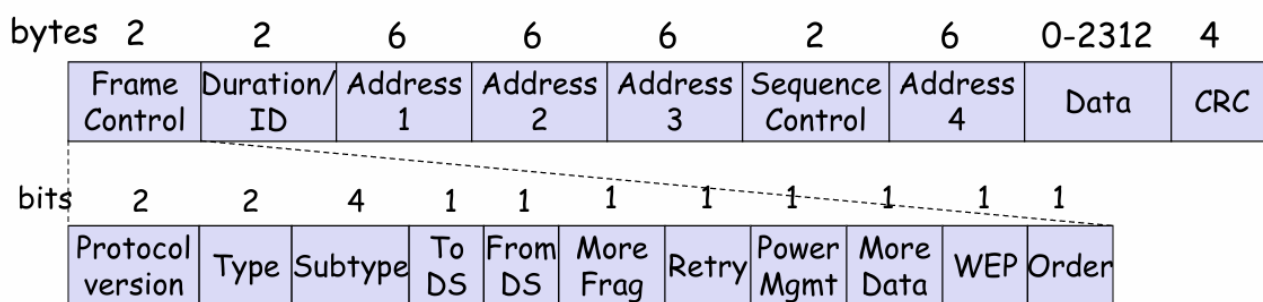 bytes 2 2 6 6 6 2 6 0-2312 4
Frame Control Duration/ ID Address 1 Address 2 Address 3 Sequence Control Address 4 Data CRC
bits 2 2 4 1 1 1 1 1 1 1 1
Protocol version Type Subtype To DS From DS More Frag Retry Power Mgmt More Data WEP Order